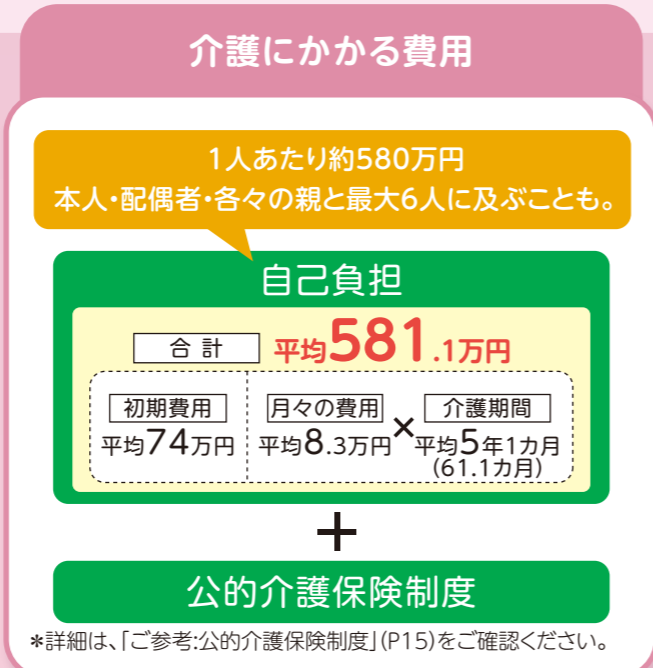 介護にかかる費用
1人あたり約580万円
本人・配偶者・各々の親と最大6人に及ぶことも。
自己負担
合計 平均581.1万円
初期費用 月々の費用 介護期間
平均74万円 平均8.3万円 × 平均5年1カ月
(61.1カ月)
+
公的介護保険制度
*詳細は、「ご参考:公的介護保険制度」(P15)をご確認ください。